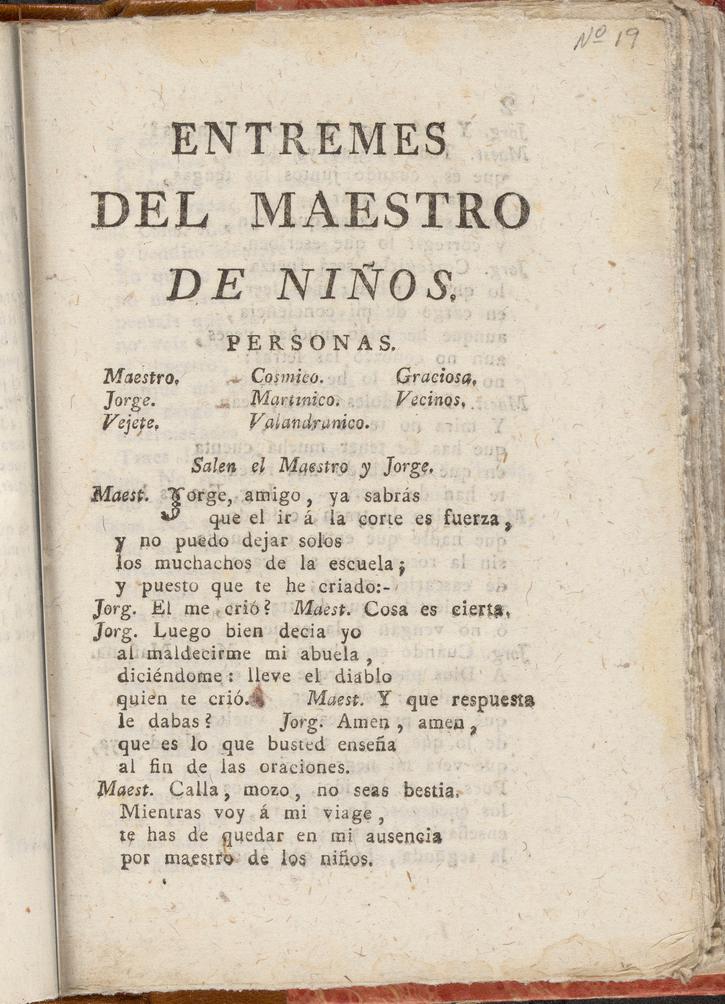 Nº 19
ENTREMES
DEL MAESTRO
DE NIÑOS.
PERSONAS.
Maestro. Cosmico. Graciosa.
Jorge. Martinico. Vecinos.
Vejete. Valandranico.
Salen el Maestro y Jorge.
Maest. Jorge, amigo, ya sabrás
que el ir á la corte es fuerza,
y no puedo dejar solos
los muchachos de la escuela;
y puesto que te he criado:-
Jorg. El me crió? Maest. Cosa es cierta.
Jorg. Luego bien decia yo
al maldecirme mi abuela,
diciéndome: lleve el diablo
quien te crió. Maest. Y que respuesta
le dabas? Jorg. Amen, amen,
que es lo que busted enseña
al fin de las oraciones.
Maest. Calla, mozo, no seas bestia.
Mientras voy á mi viage,
te has de quedar en mi ausencia
por maestro de los niños.